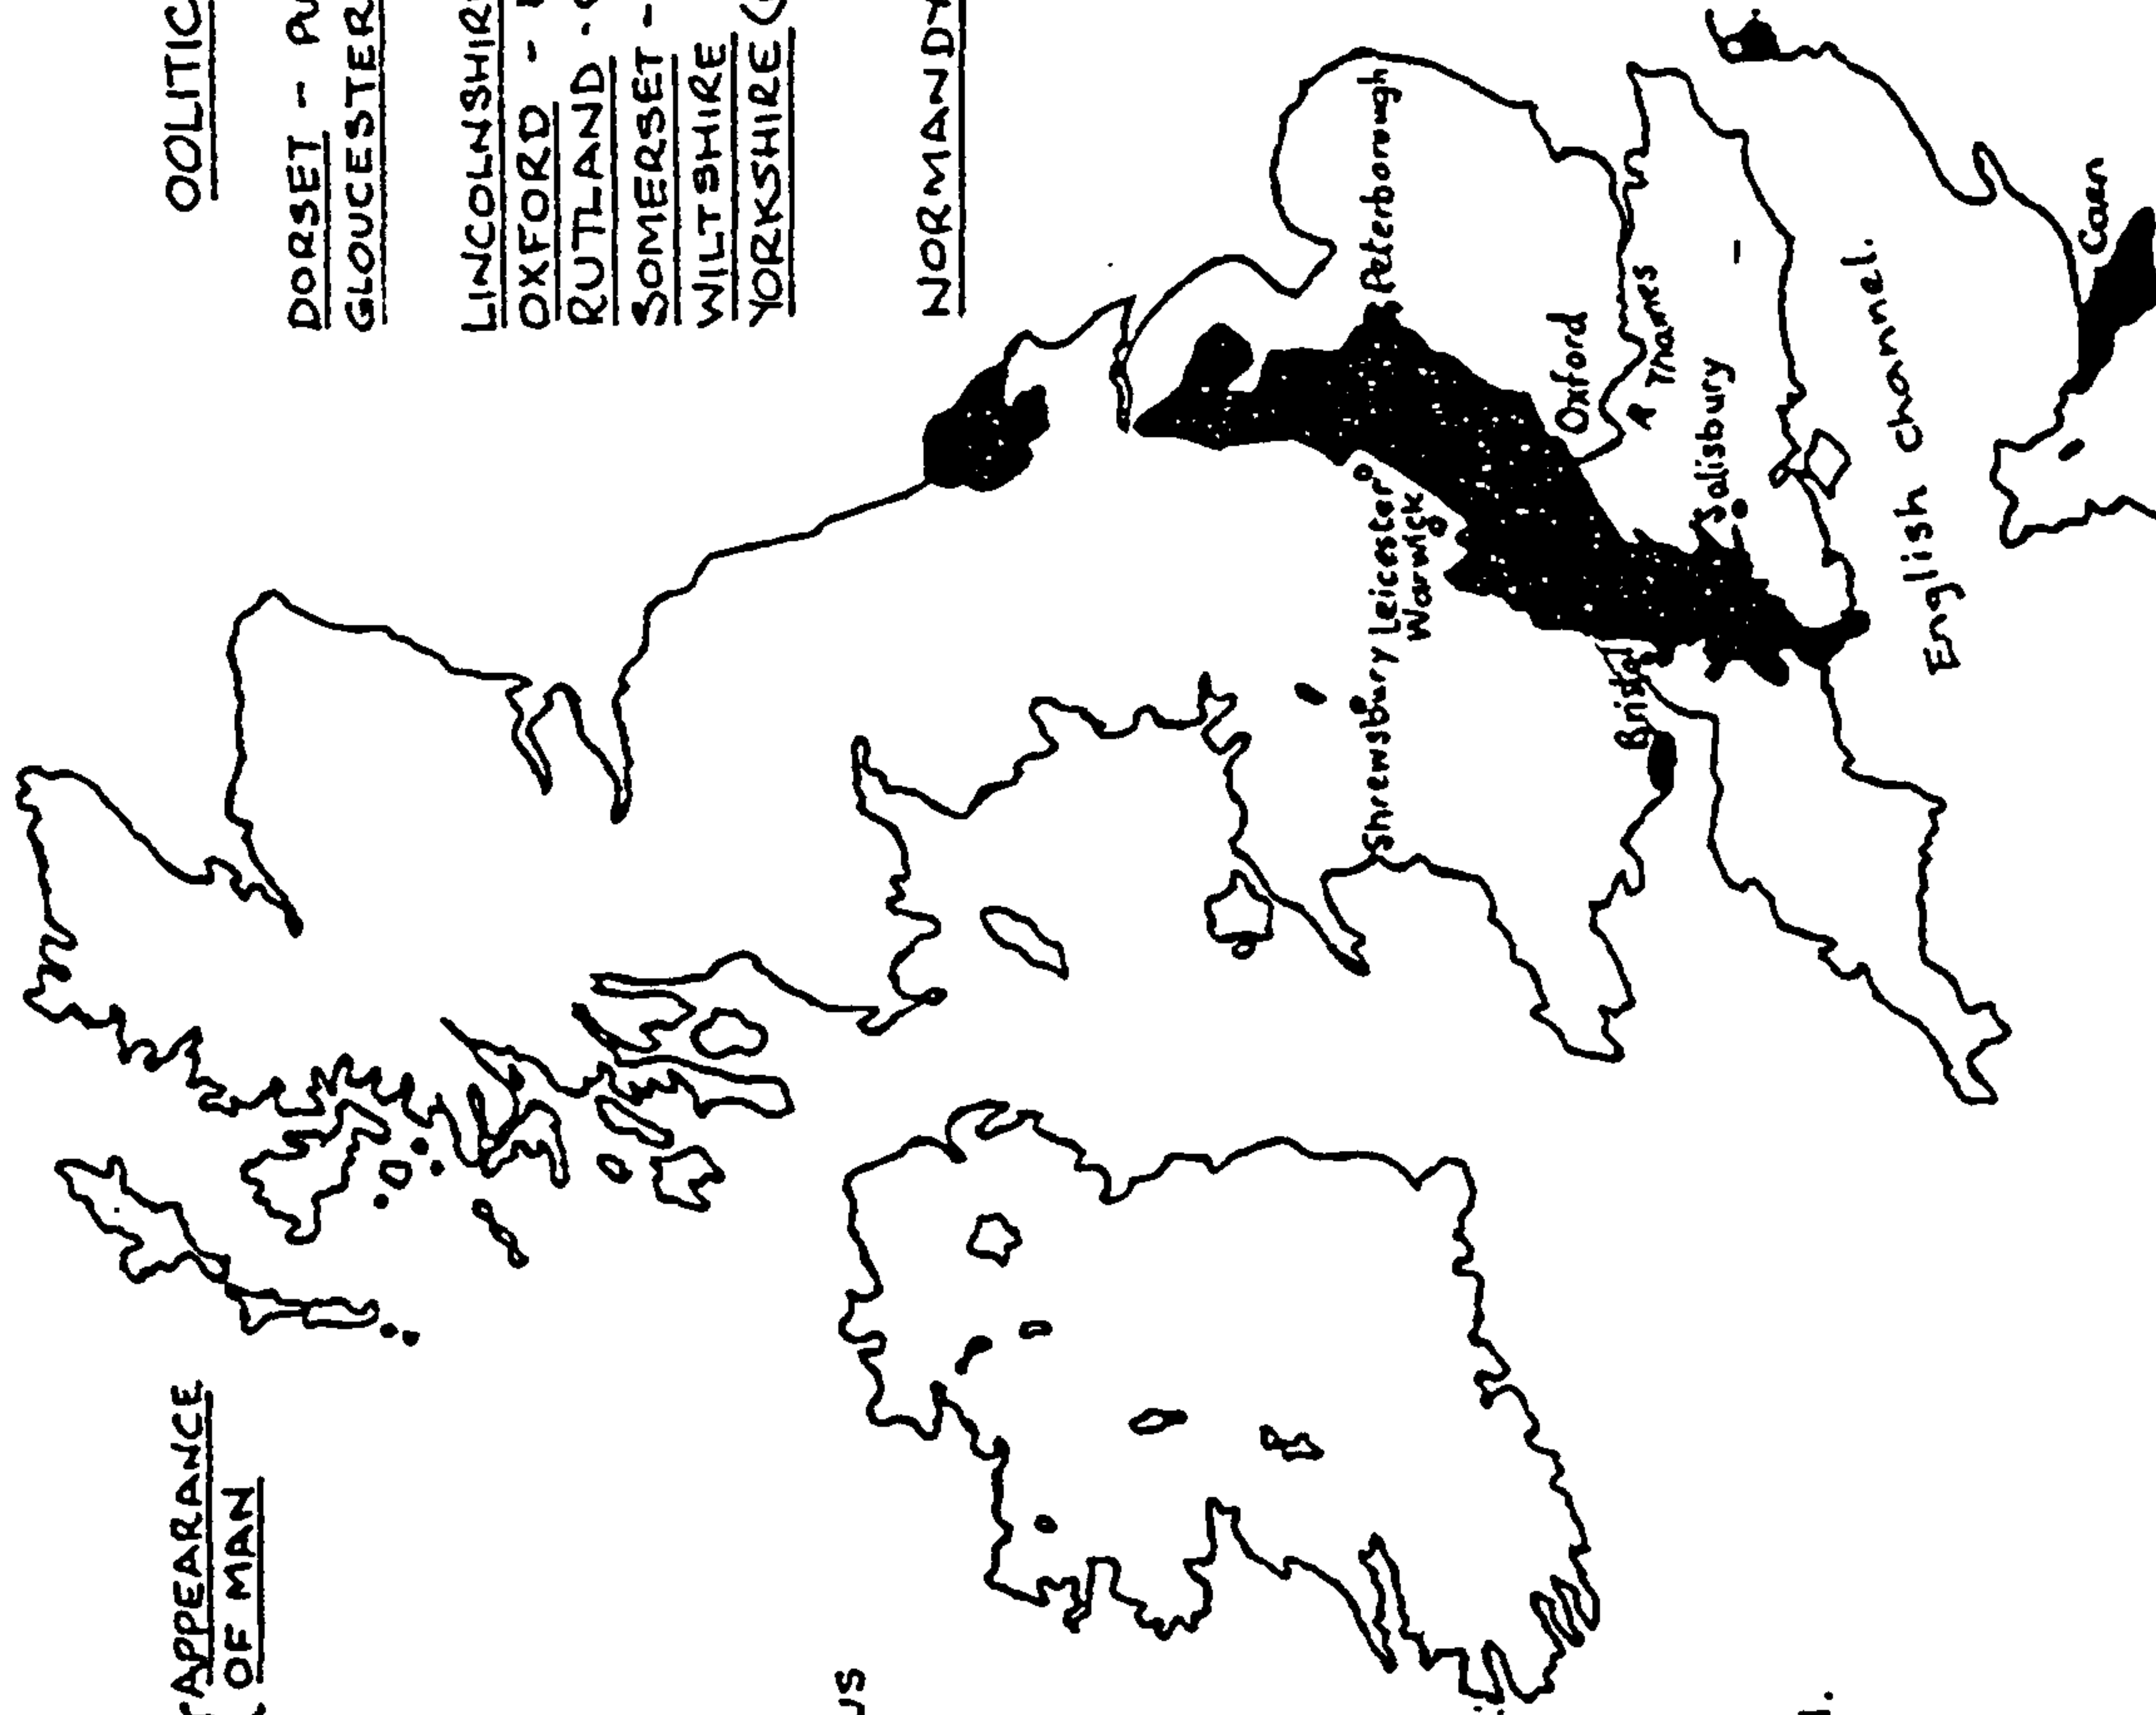 OOLITIC
DORSET -
GLOUCESTER
LINCOLNSHIR
OXFORD -
RUTLAND
SOMERSET -
WILTSHIRE
YORKSHIRE (
NORMANDY
Peterborough
Oxford
R Thames
Salisbury
English channel.
Caen
Shrewsbury
Leicester
Warwick
Bristol
APPEARANCE
OF MAN
us